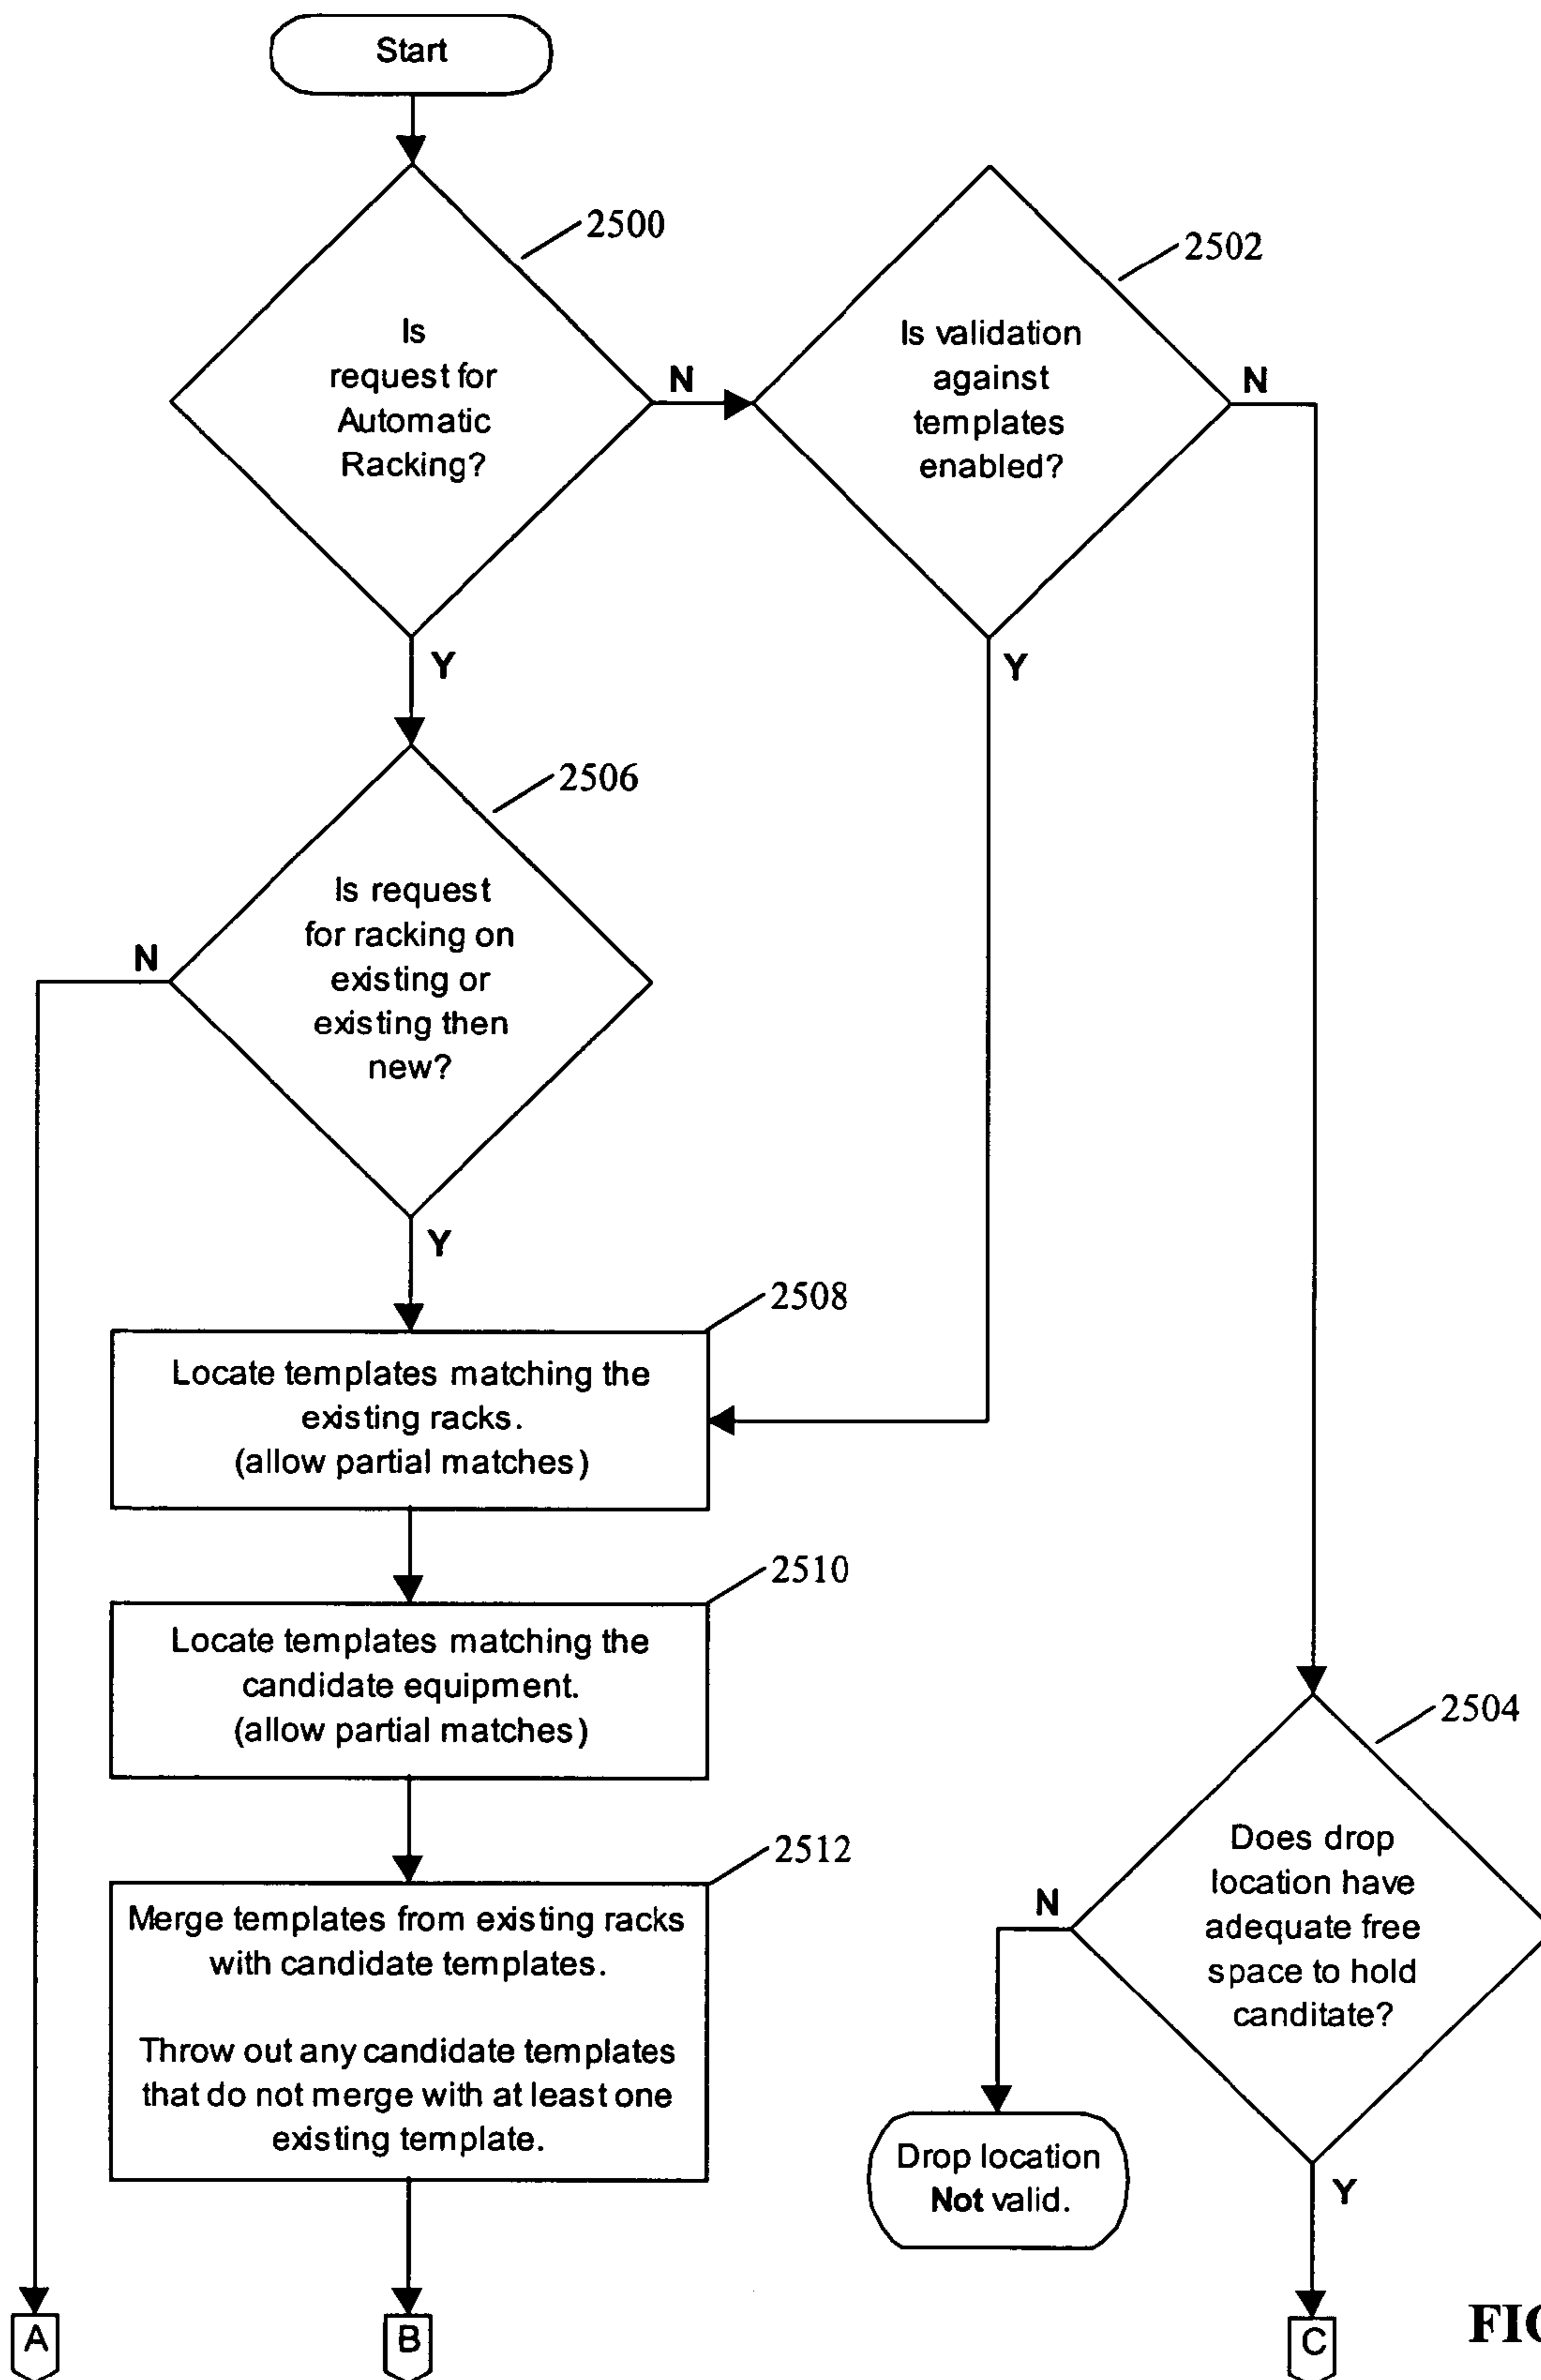 Start
2500
Is
request for
Automatic
Racking?
N
Y
2502
Is validation
against
templates
enabled?
N
Y
2506
Is request
for racking on
existing or
existing then
new?
N
Y
2508
Locate templates matching the
existing racks.
(allow partial matches)
2510
Locate templates matching the
candidate equipment.
(allow partial matches)
2512
Merge templates from existing racks
with candidate templates.
Throw out any candidate templates
that do not merge with at least one
existing template.
2504
Does drop
location have
adequate free
space to hold
canditate?
N
Y
Drop location
Not valid.
A
B
C